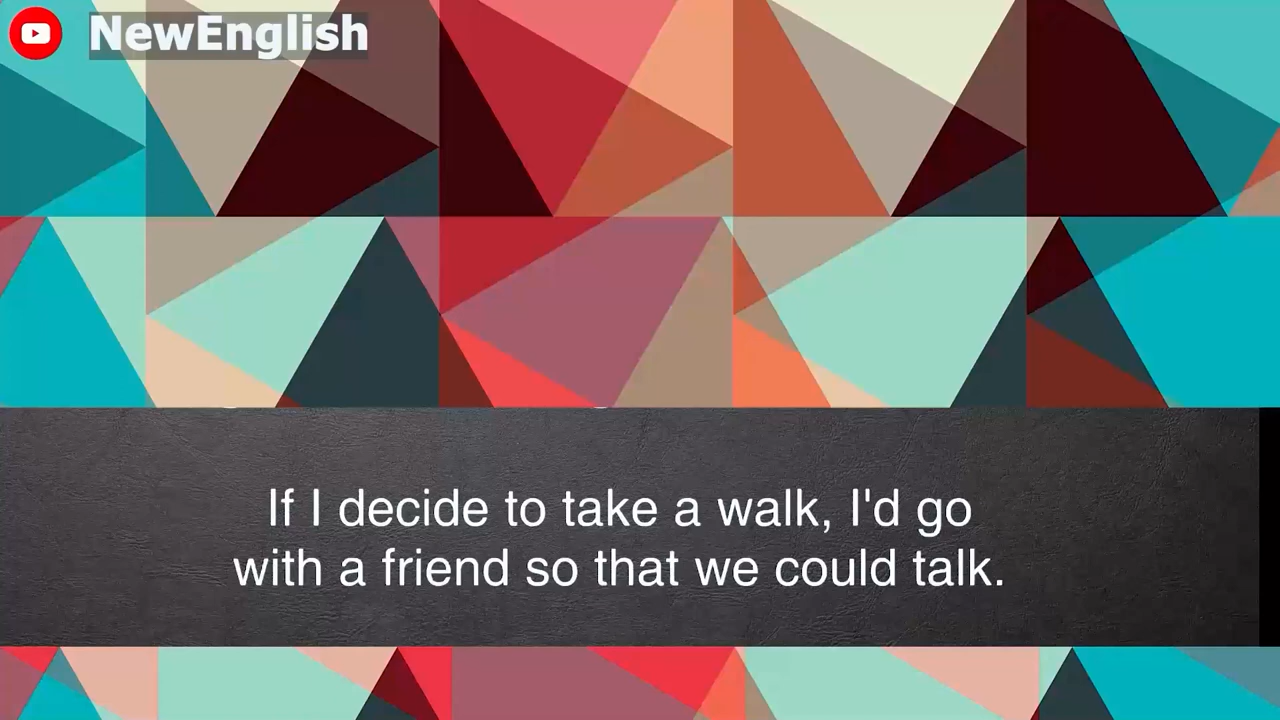 NewEnglish
If I decide to take a walk, I'd go
with a friend so that we could talk.